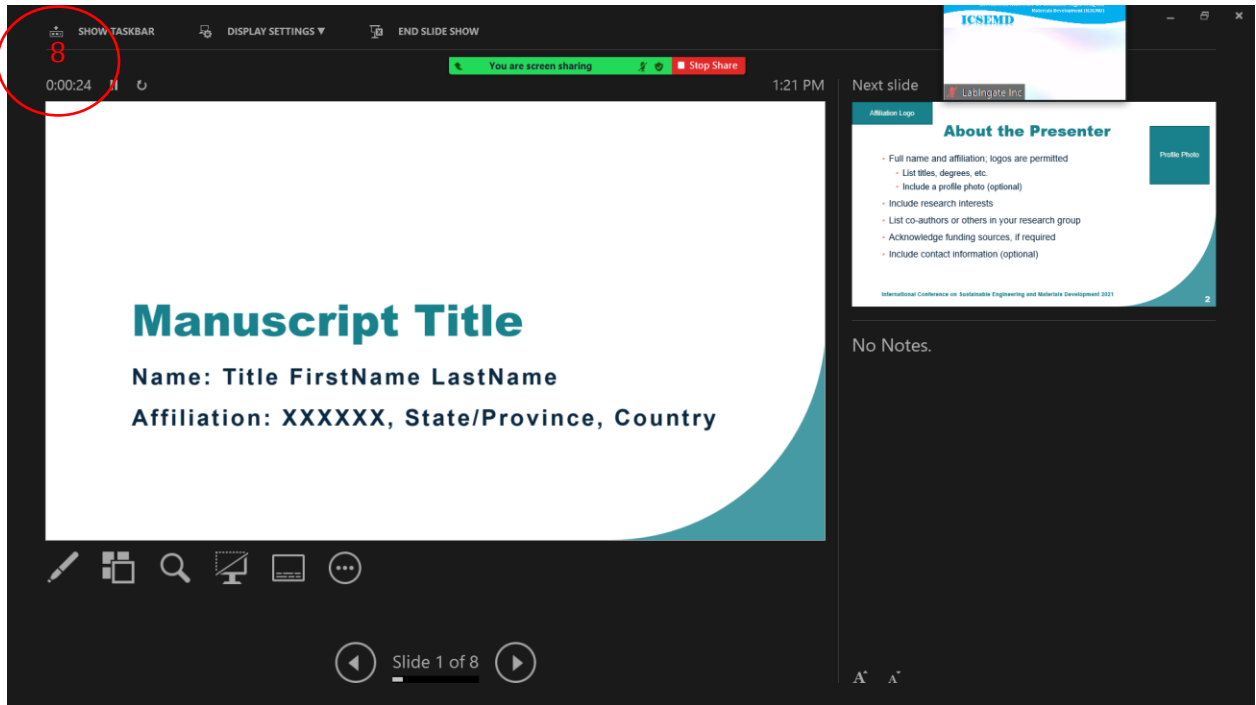 ICSEMD
Materials Development (ICSEMD)
SHOW TASKBAR
DISPLAY SETTINGS ▼
END SLIDE SHOW
8
You are screen sharing
Stop Share
0:00:24
1:21 PM
Next slide
LabIngate Inc
Manuscript Title
Name: Title FirstName LastName
Affiliation: XXXXXX, State/Province, Country
Affiliation Logo
About the Presenter
Profile Photo
• Full name and affiliation; logos are permitted
• List titles, degrees, etc.
• Include a profile photo (optional)
• Include research interests
• List co-authors or others in your research group
• Acknowledge funding sources, if required
• Include contact information (optional)
International Conference on Sustainable Engineering and Materials Development 2021
2
No Notes.
Slide 1 of 8
A A